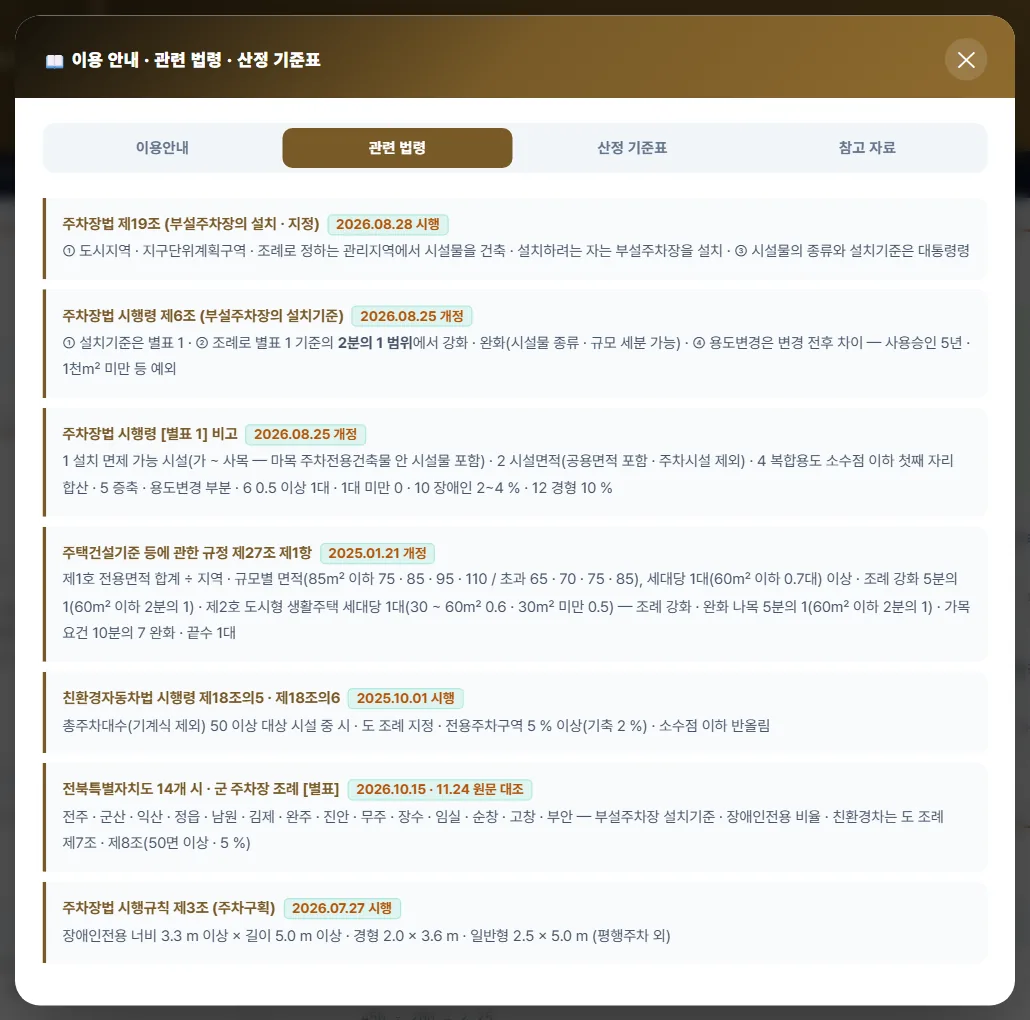 📖 이용 안내 · 관련 법령 · 산정 기준표
이용안내
관련 법령
산정 기준표
참고 자료
주차장법 제19조 (부설주차장의 설치 · 지정) 2026.08.28 시행
① 도시지역 · 지구단위계획구역 · 조례로 정하는 관리지역에서 시설물을 건축 · 설치하려는 자는 부설주차장을 설치 · ③ 시설물의 종류와 설치기준은 대통령령
주차장법 시행령 제6조 (부설주차장의 설치기준) 2026.08.25 개정
① 설치기준은 별표 1 · ② 조례로 별표 1 기준의 2분의 1 범위에서 강화 · 완화(시설물 종류 · 규모 세분 가능) · ④ 용도변경은 변경 전후 차이 — 사용승인 5년 ·
1천m² 미만 등 예외
주차장법 시행령 [별표 1] 비고 2026.08.25 개정
1 설치 면제 가능 시설(가 ~ 사목 — 마목 주차전용건축물 안 시설물 포함) · 2 시설면적(공용면적 포함 · 주차시설 제외) · 4 복합용도 소수점 이하 첫째 자리
합산 · 5 증축 · 용도변경 부분 · 6 0.5 이상 1대 · 1대 미만 0 · 10 장애인 2~4 % · 12 경형 10 %
주택건설기준 등에 관한 규정 제27조 제1항 2025.01.21 개정
제1호 전용면적 합계 ÷ 지역 · 규모별 면적(85m² 이하 75 · 85 · 95 · 110 / 초과 65 · 70 · 75 · 85), 세대당 1대(60m² 이하 0.7대) 이상 · 조례 강화 5분의
1(60m² 이하 2분의 1) · 제2호 도시형 생활주택 세대당 1대(30 ~ 60m² 0.6 · 30m² 미만 0.5) — 조례 강화 · 완화 나목 5분의 1(60m² 이하 2분의 1) · 가목
요건 10분의 7 완화 · 끝수 1대
친환경자동차법 시행령 제18조의5 · 제18조의6 2025.10.01 시행
총주차대수(기계식 제외) 50 이상 대상 시설 중 시 · 도 조례 지정 · 전용주차구역 5 % 이상(기축 2 %) · 소수점 이하 반올림
전북특별자치도 14개 시 · 군 주차장 조례 [별표] 2026.10.15 · 11.24 원문 대조
전주 · 군산 · 익산 · 정읍 · 남원 · 김제 · 완주 · 진안 · 무주 · 장수 · 임실 · 순창 · 고창 · 부안 — 부설주차장 설치기준 · 장애인전용 비율 · 친환경차는 도 조례
제7조 · 제8조(50면 이상 · 5 %)
주차장법 시행규칙 제3조 (주차구획) 2026.07.27 시행
장애인전용 너비 3.3 m 이상 × 길이 5.0 m 이상 · 경형 2.0 × 3.6 m · 일반형 2.5 × 5.0 m (평행주차 외)